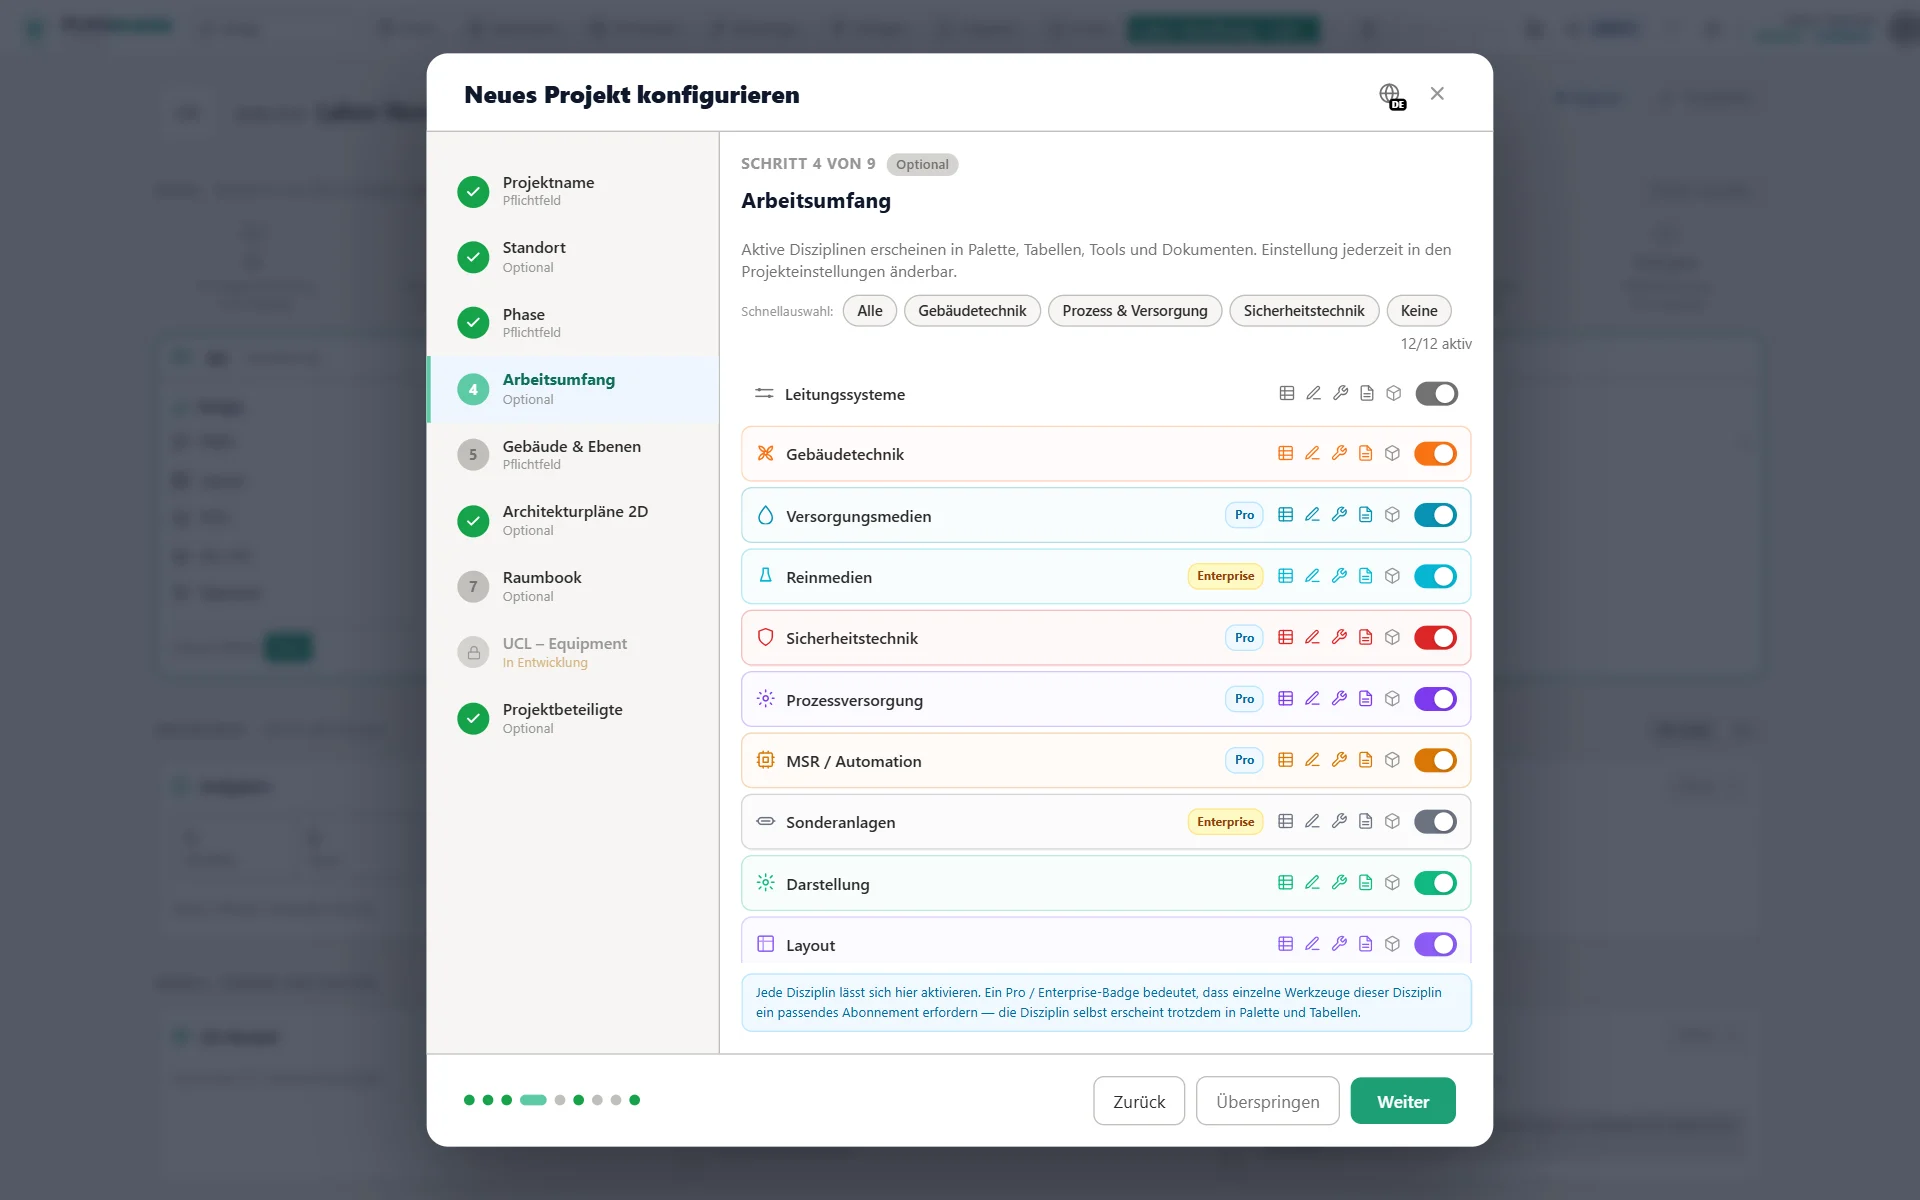 Neues Projekt konfigurieren
DE
Projektname
Pflichtfeld
Standort
Optional
Phase
Pflichtfeld
4
Arbeitsumfang
Optional
5
Gebäude & Ebenen
Pflichtfeld
Architekturpläne 2D
Optional
7
Raumbook
Optional
UCL – Equipment
In Entwicklung
Projektbeteiligte
Optional
SCHRITT 4 VON 9 Optional
Arbeitsumfang
Aktive Disziplinen erscheinen in Palette, Tabellen, Tools und Dokumenten. Einstellung jederzeit in den
Projekteinstellungen änderbar.
Schnellauswahl: Alle Gebäudetechnik Prozess & Versorgung Sicherheitstechnik Keine
12/12 aktiv
Leitungssysteme
Gebäudetechnik
Versorgungsmedien Pro
Reinmedien Enterprise
Sicherheitstechnik Pro
Prozessversorgung Pro
MSR / Automation Pro
Sonderanlagen Enterprise
Darstellung
Layout
Jede Disziplin lässt sich hier aktivieren. Ein Pro / Enterprise-Badge bedeutet, dass einzelne Werkzeuge dieser Disziplin
ein passendes Abonnement erfordern — die Disziplin selbst erscheint trotzdem in Palette und Tabellen.
Zurück Überspringen Weiter